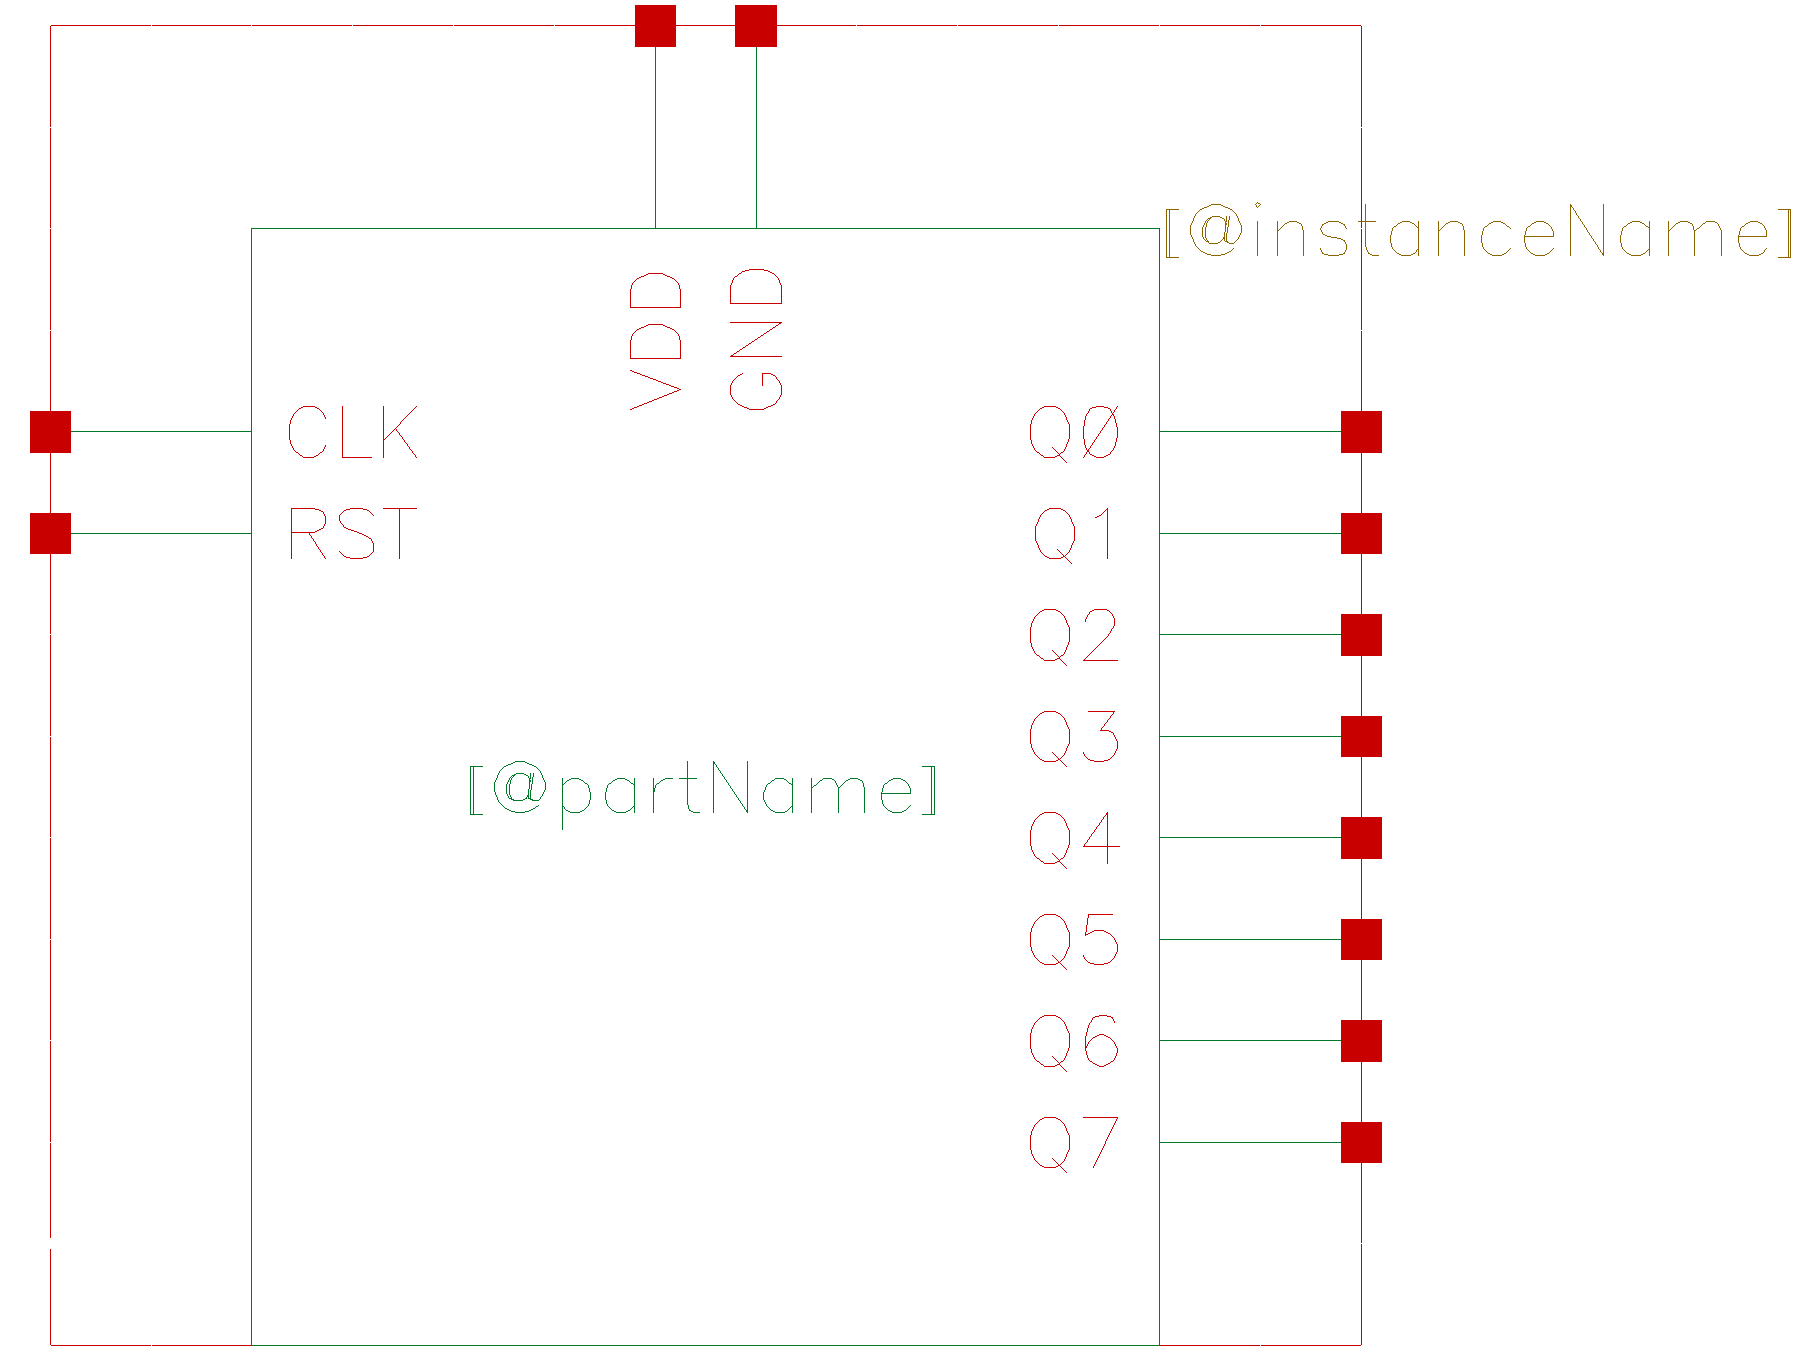 [@instanceName]
VDD
GND
CLK
Q0
RST
Q1
Q2
Q3
[@partName]
Q4
Q5
Q6
Q7